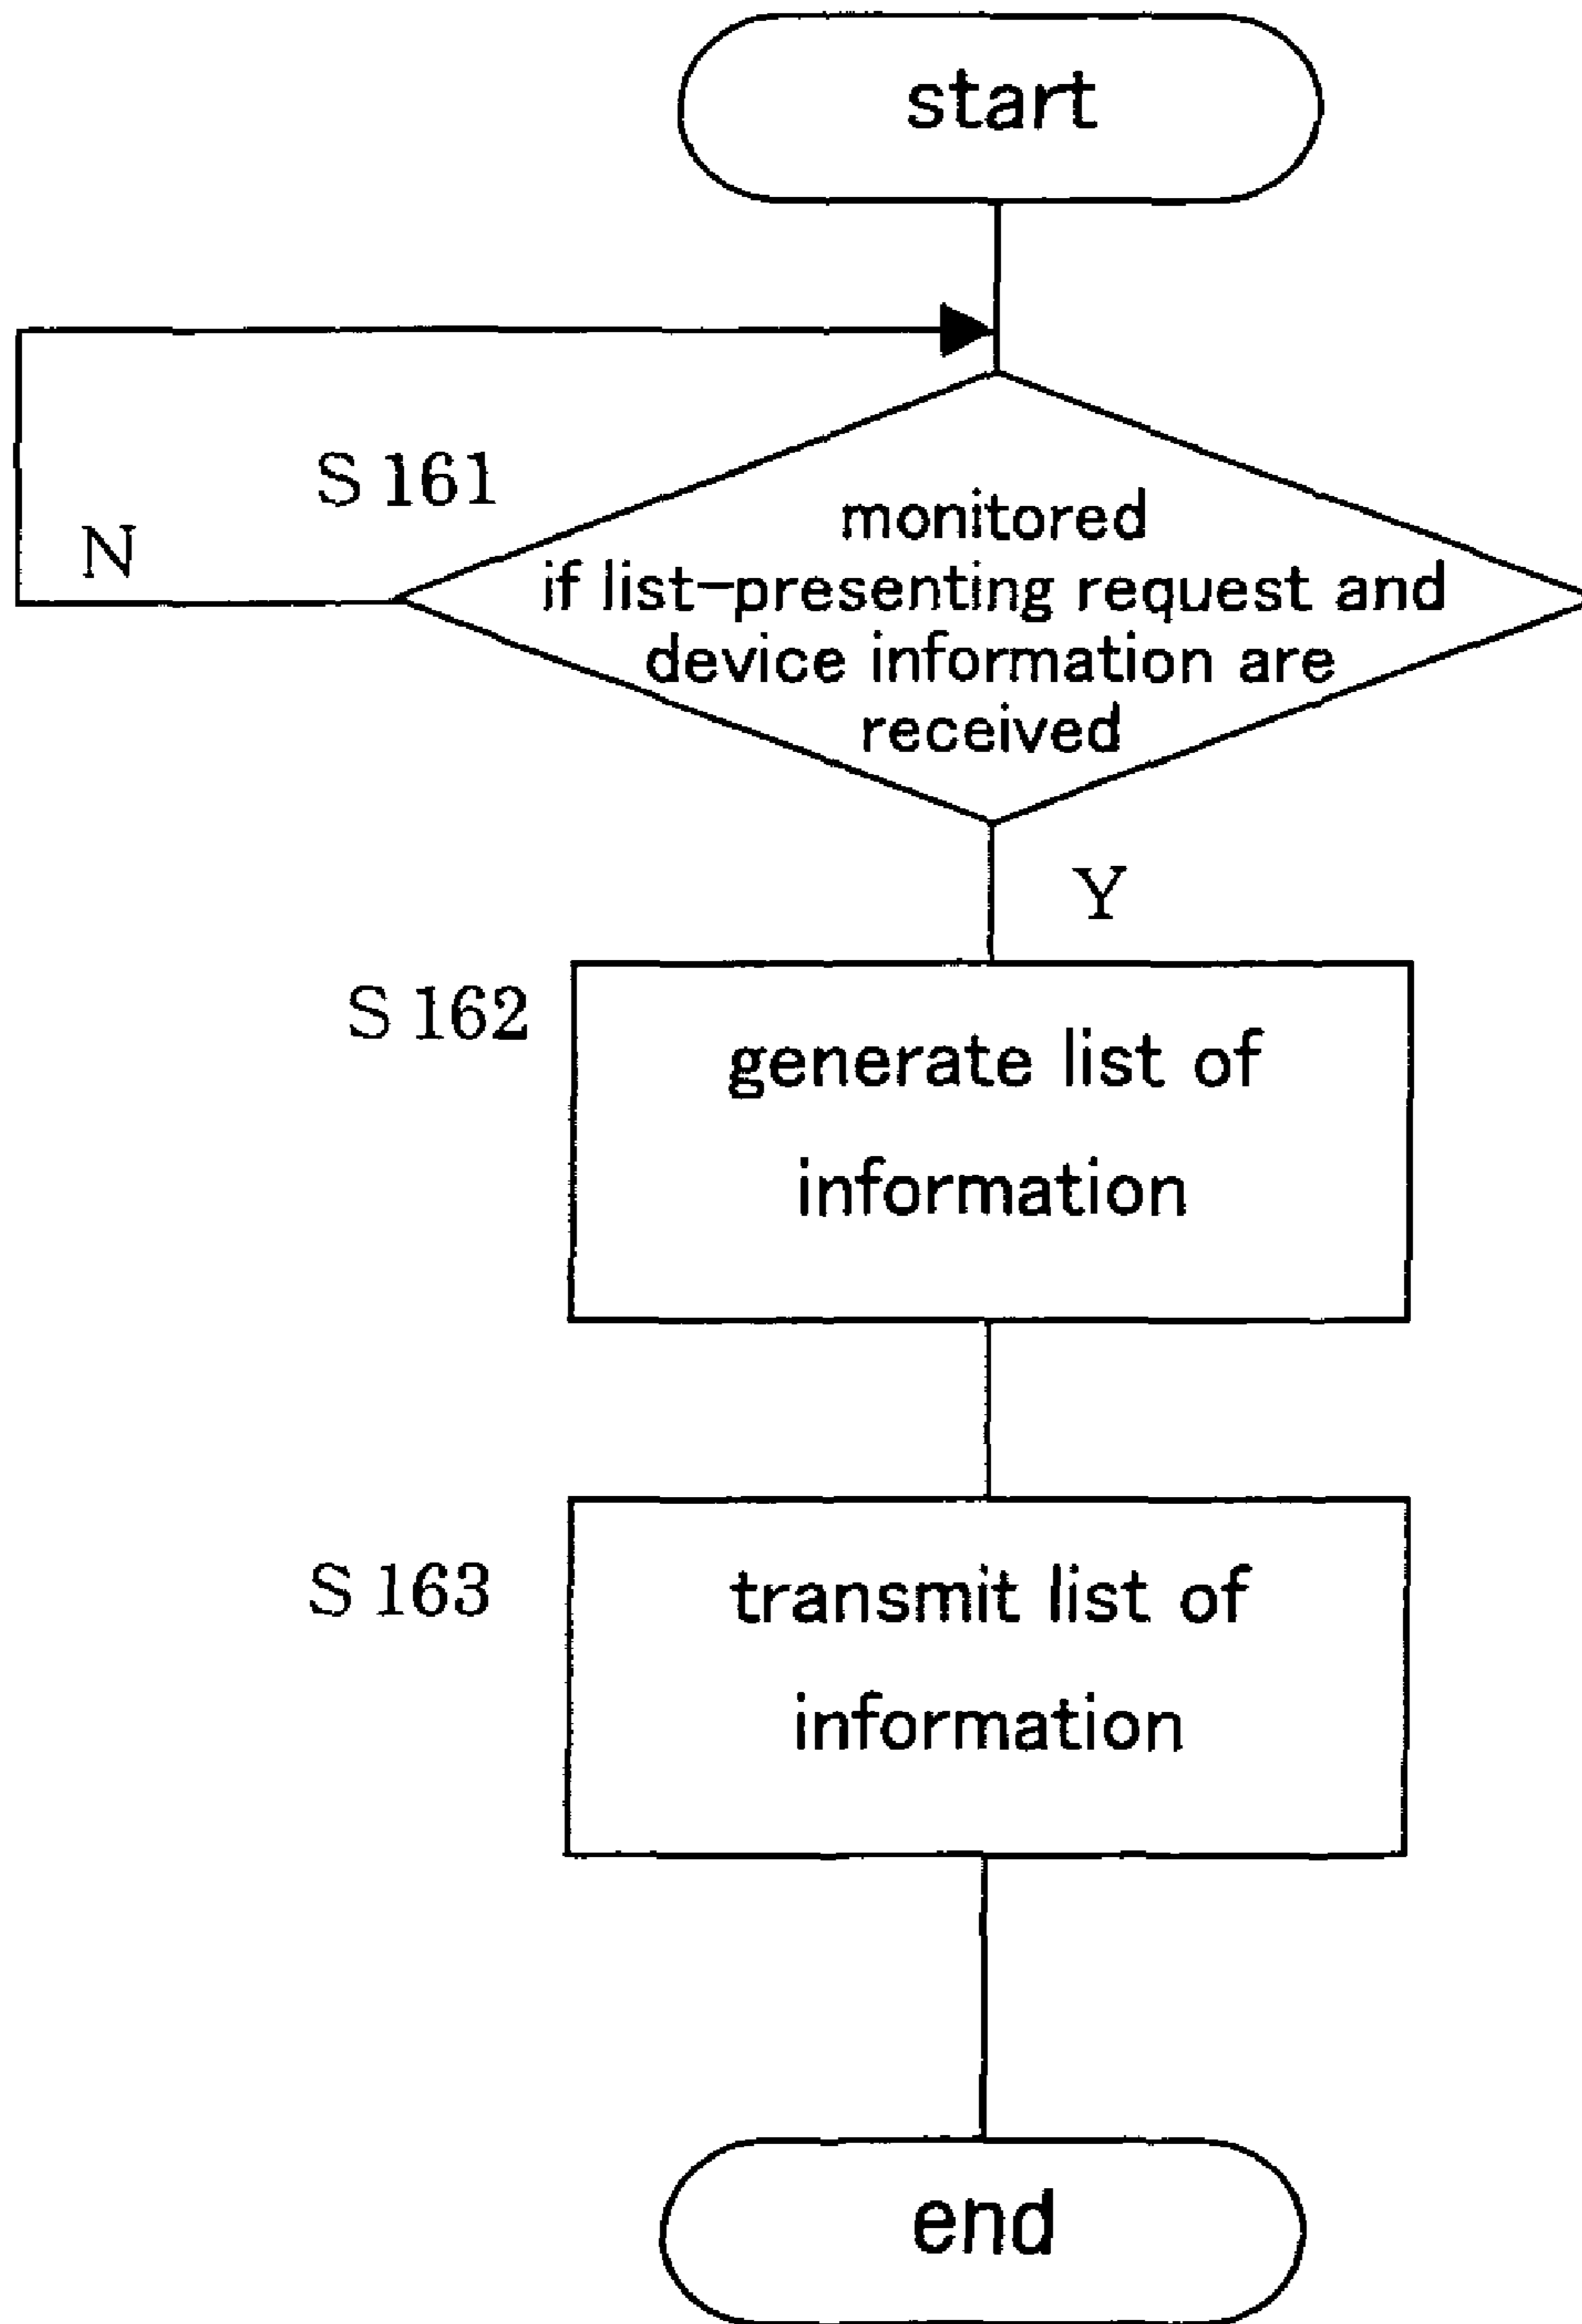 start
S 161
monitored
N
if list-presenting request and
device information are
received
Y
S 162
generate list of
information
S 163
transmit list of
information
end